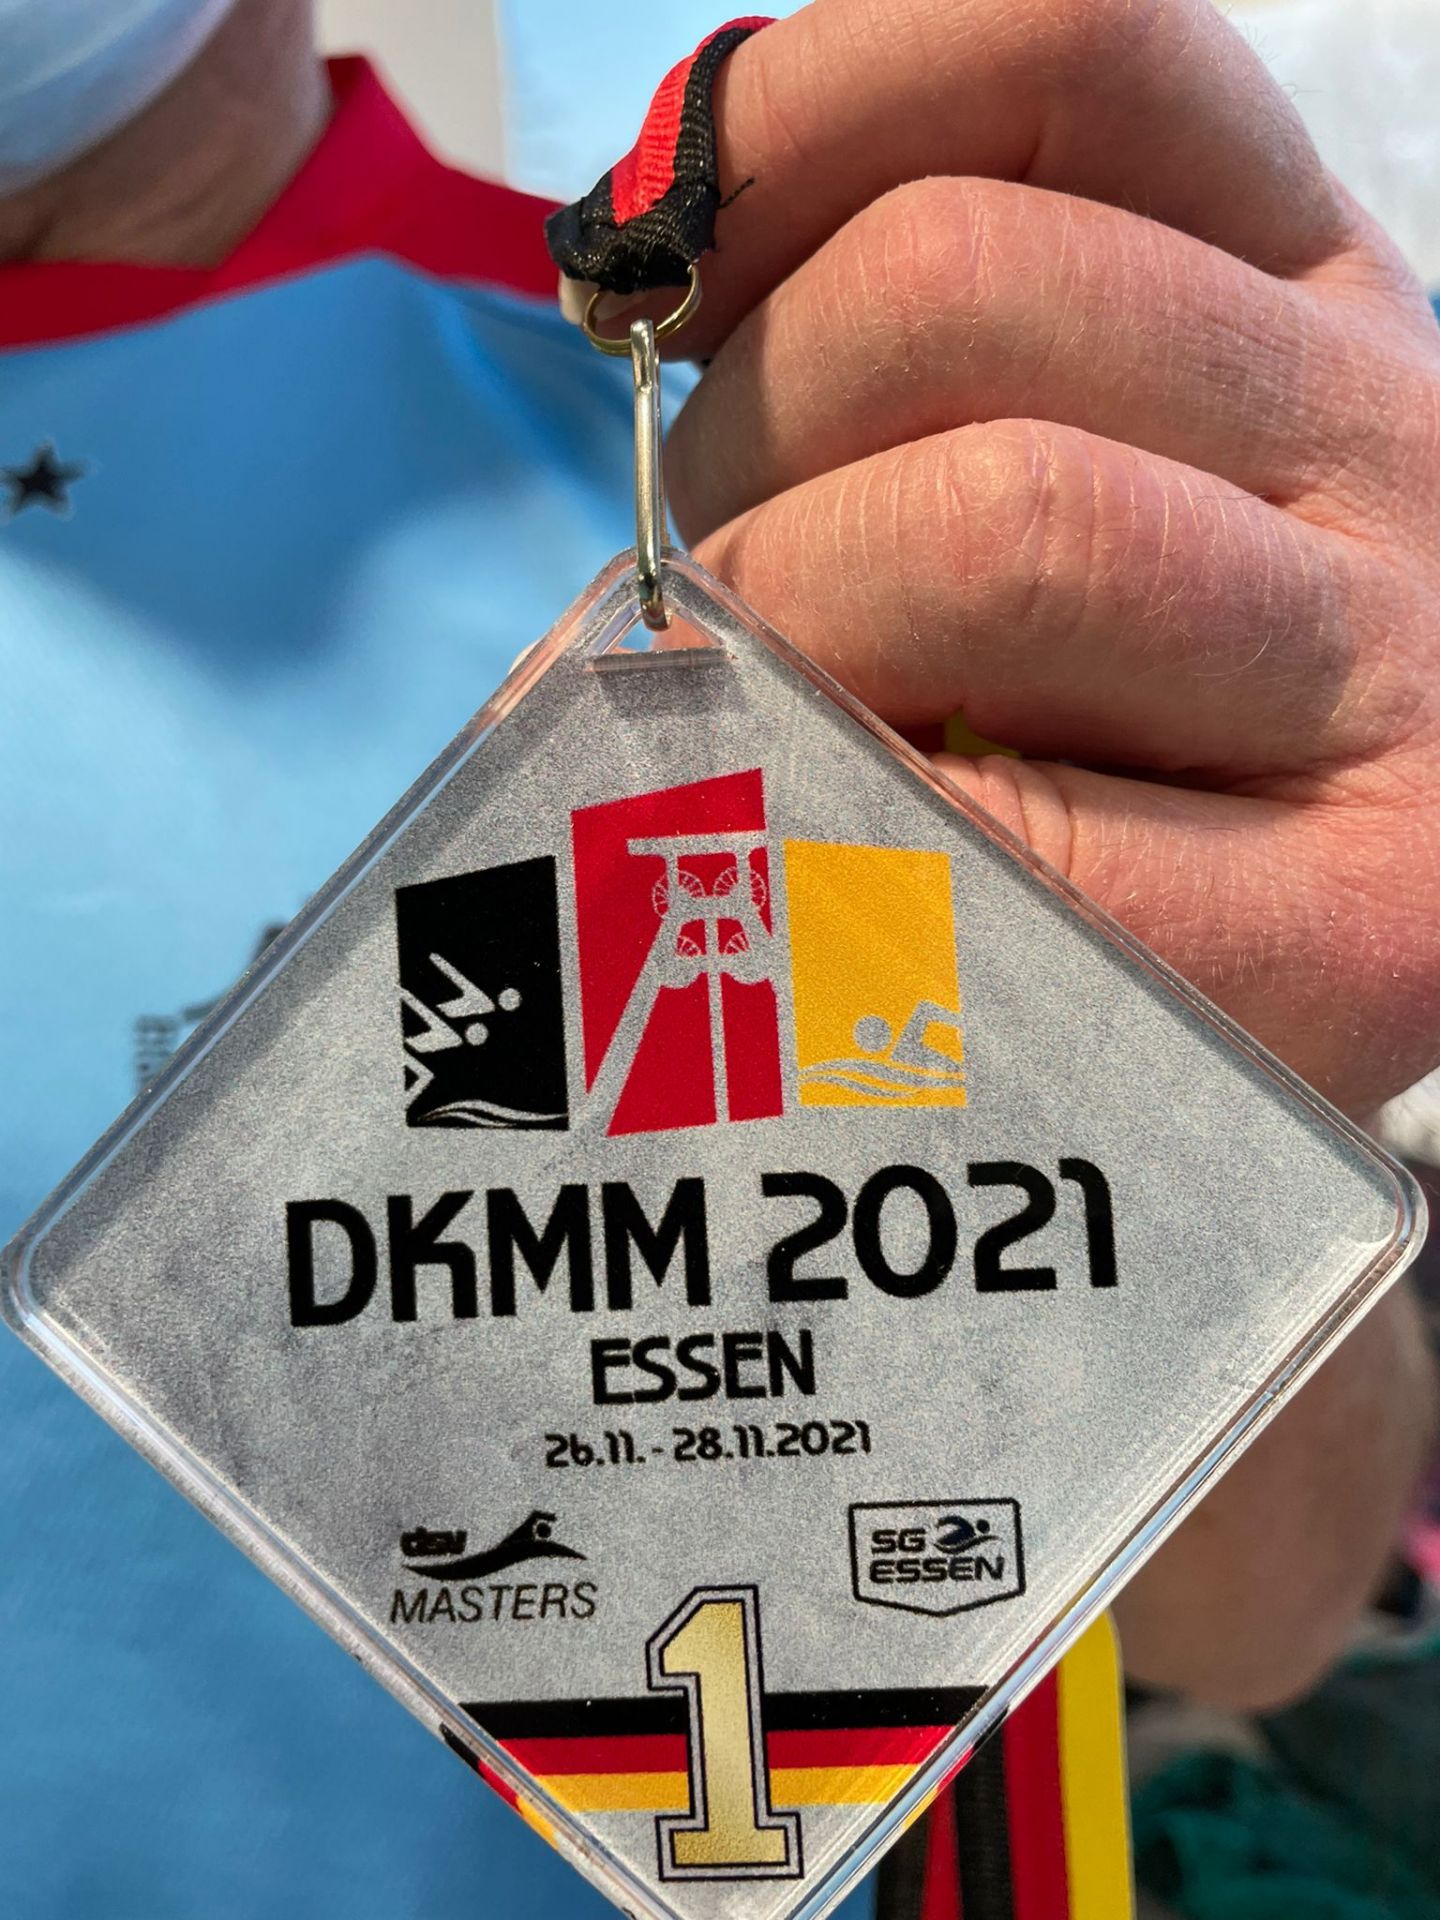 DKMM 2021
ESSEN
26.11. - 28.11.2021
dsv
MASTERS
SG
ESSEN
1